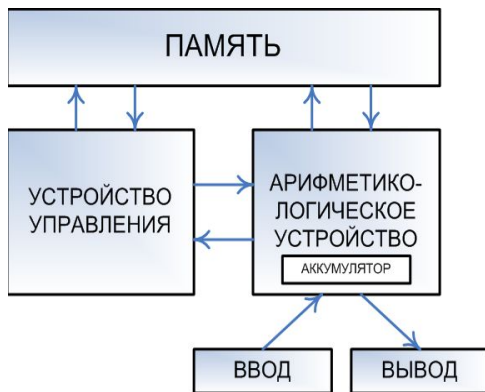 ПАМЯТЬ
УСТРОЙСТВО
УПРАВЛЕНИЯ
АРИФМЕТИКО-
ЛОГИЧЕСКОЕ
УСТРОЙСТВО
АККУМУЛЯТОР
ВВОД
ВЫВОД